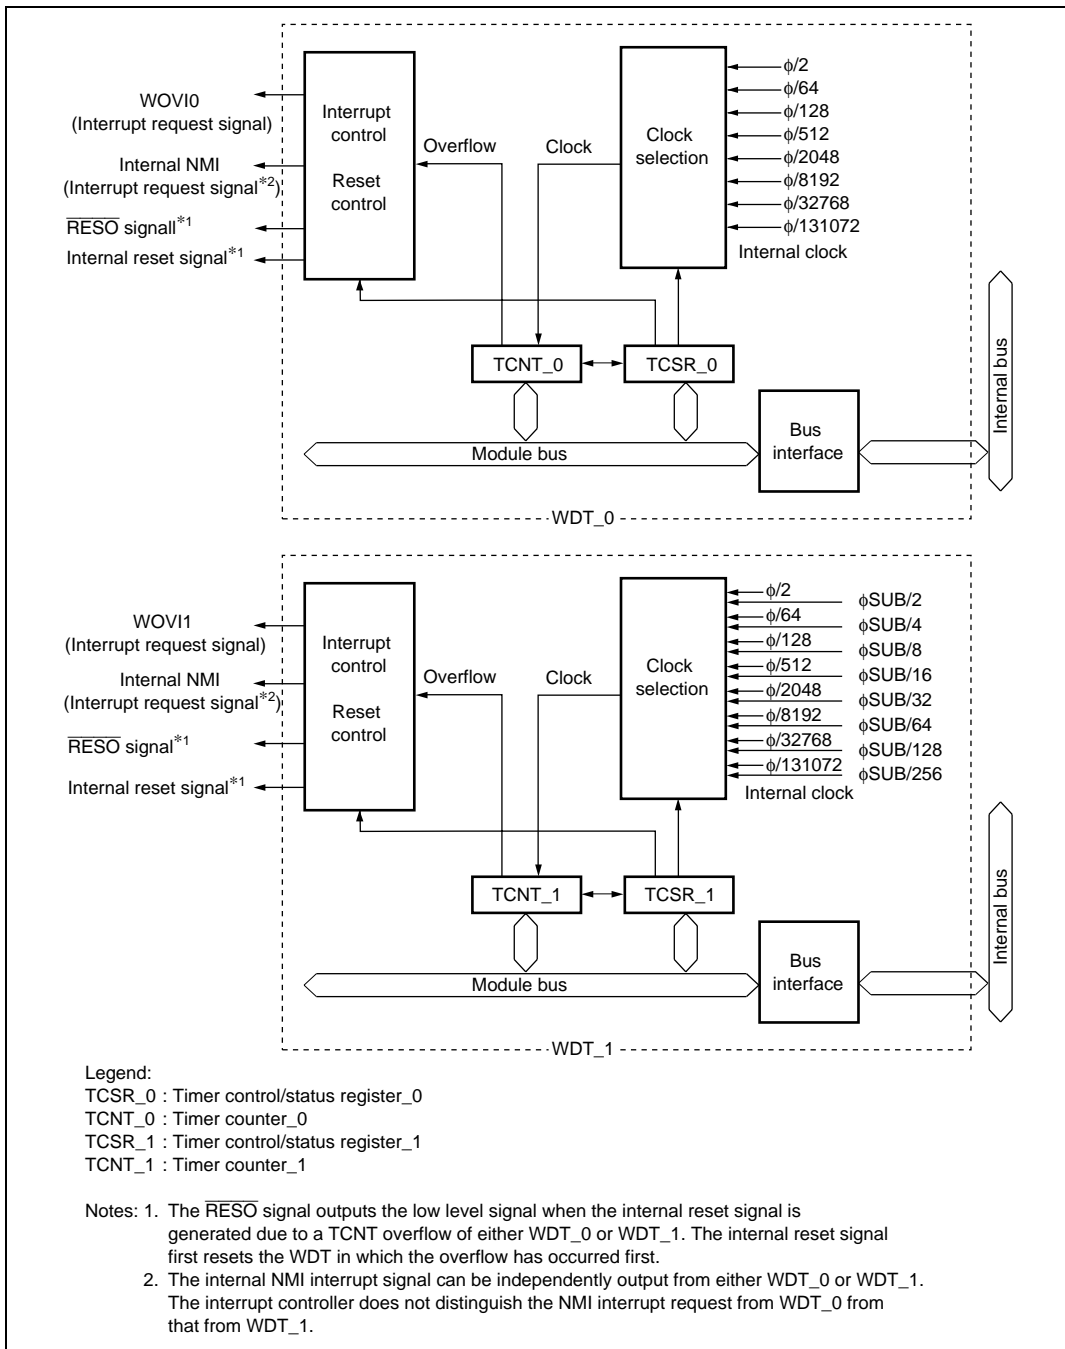 WOVI0
(Interrupt request signal)
Internal NMI
(Interrupt request signal*2)
R̅E̅S̅O̅ signall*1
Internal reset signal*1
Interrupt
control
Reset
control
Overflow
Clock
Clock
selection
ϕ/2
ϕ/64
ϕ/128
ϕ/512
ϕ/2048
ϕ/8192
ϕ/32768
ϕ/131072
Internal clock
TCNT_0
TCSR_0
Module bus
Bus
interface
Internal bus
WDT_0
WOVI1
(Interrupt request signal)
Internal NMI
(Interrupt request signal*2)
R̅E̅S̅O̅ signal*1
Internal reset signal*1
Interrupt
control
Reset
control
Overflow
Clock
Clock
selection
ϕ/2
ϕSUB/2
ϕ/64
ϕSUB/4
ϕ/128
ϕSUB/8
ϕ/512
ϕSUB/16
ϕ/2048
ϕSUB/32
ϕ/8192
ϕSUB/64
ϕ/32768
ϕSUB/128
ϕ/131072
ϕSUB/256
Internal clock
TCNT_1
TCSR_1
Module bus
Bus
interface
Internal bus
WDT_1
Legend:
TCSR_0 : Timer control/status register_0
TCNT_0 : Timer counter_0
TCSR_1 : Timer control/status register_1
TCNT_1 : Timer counter_1
Notes: 1. The R̅E̅S̅O̅ signal outputs the low level signal when the internal reset signal is
generated due to a TCNT overflow of either WDT_0 or WDT_1. The internal reset signal
first resets the WDT in which the overflow has occurred first.
2. The internal NMI interrupt signal can be independently output from either WDT_0 or WDT_1.
The interrupt controller does not distinguish the NMI interrupt request from WDT_0 from
that from WDT_1.